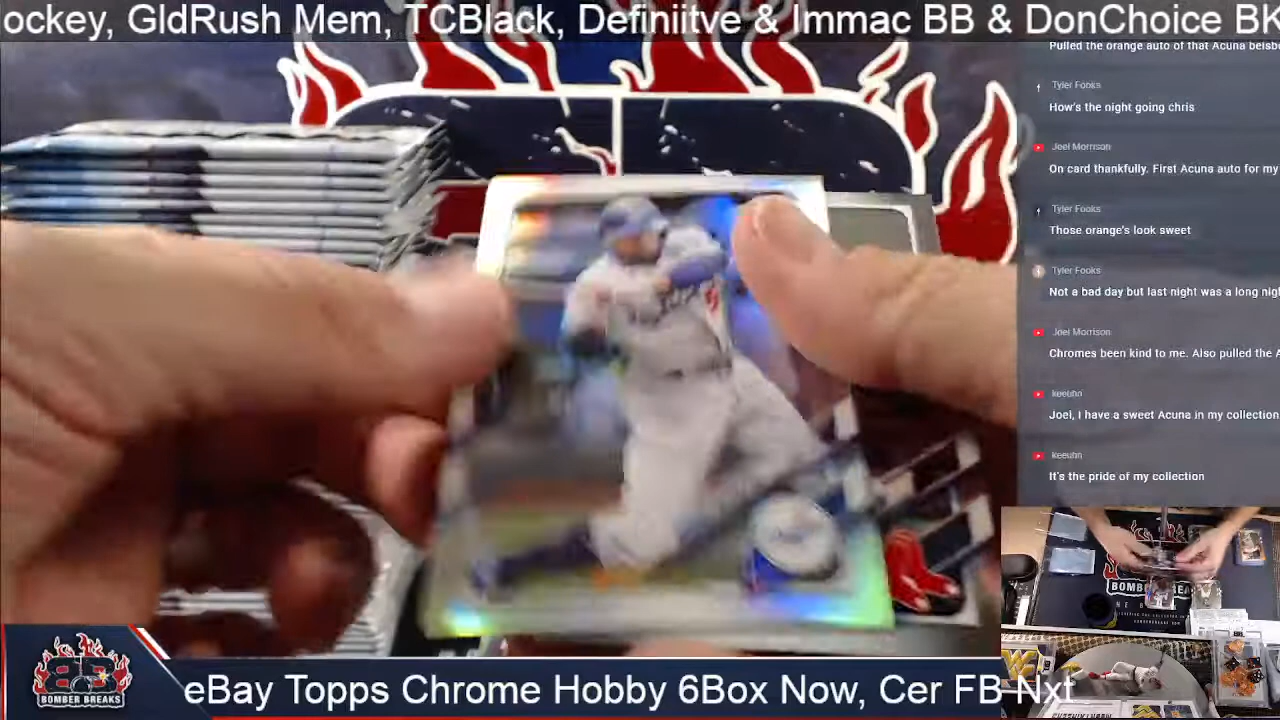 ockey, GldRush Mem, TCBlack, Definiitve & Immac BB & DonChoice BK
Pulled the orange auto of that Acuna beisb
Tyler Fooks
How's the night going chris
Joel Morrison
On card thankfully. First Acuna auto for my
Tyler Fooks
Those orange's look sweet
Tyler Fooks
Not a bad day but last night was a long nig
Joel Morrison
Chromes been kind to me. Also pulled the A
keeuhn
Joel, I have a sweet Acuna in my collection
keeuhn
It's the pride of my collection
BOMBER BREA
BOMBER BREAKS
eBay Topps Chrome Hobby 6Box Now, Cer FB Nxt